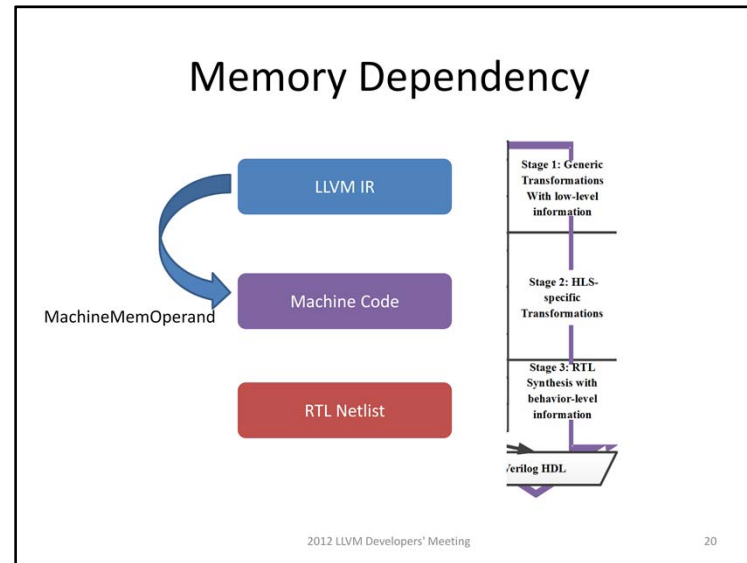 Memory Dependency
LLVM IR
Machine Code
MachineMemOperand
RTL Netlist
Stage 1: Generic
Transformations
With low-level
information
Stage 2: HLS-
specific
Transformations
Stage 3: RTL
Synthesis with
behavior-level
information
Verilog HDL
2012 LLVM Developers' Meeting
20